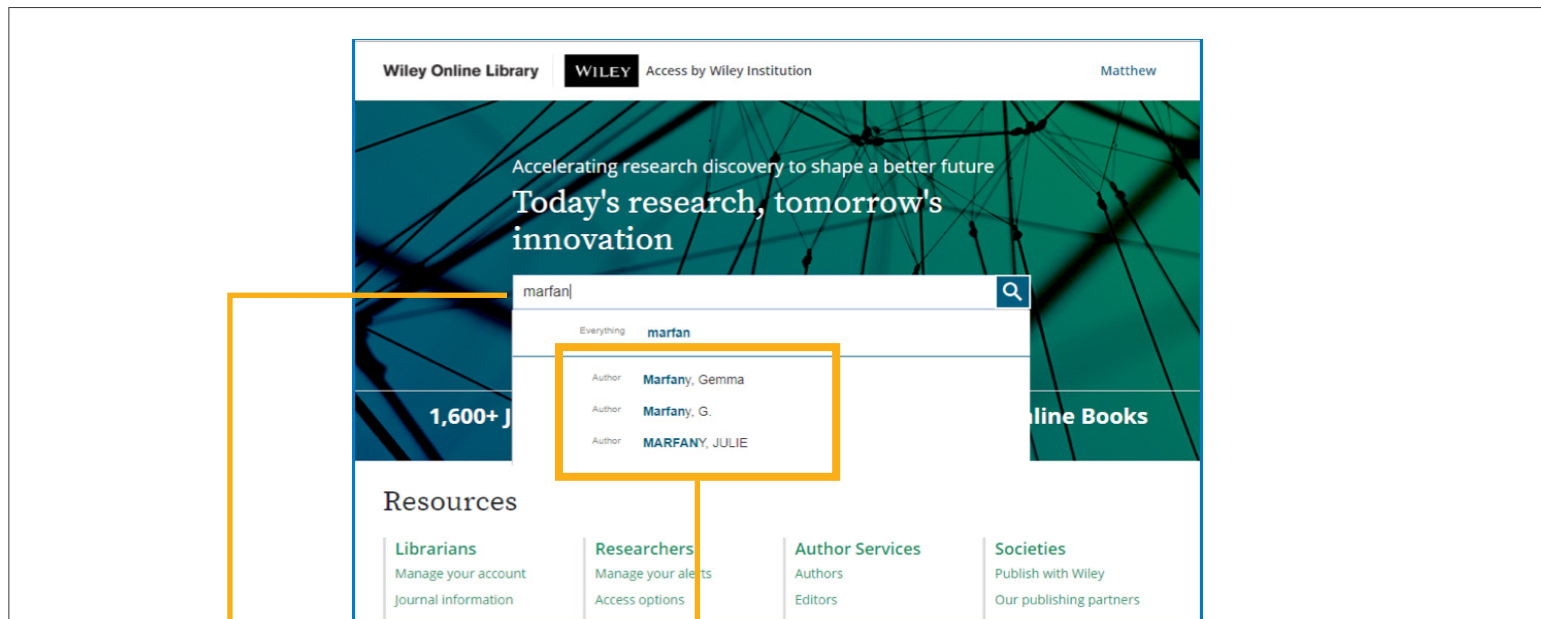 Wiley Online Library WILEY Access by Wiley Institution Matthew
Accelerating research discovery to shape a better future
Today's research, tomorrow's
innovation
marfan
Everything marfan
Author Marfany, Gemma
Author Marfany, G.
Author MARFANY, JULIE
1,600+ J line Books
Resources
Librarians Researchers Author Services Societies
Manage your account Manage your alerts Authors Publish with Wiley
Journal information Access options Editors Our publishing partners